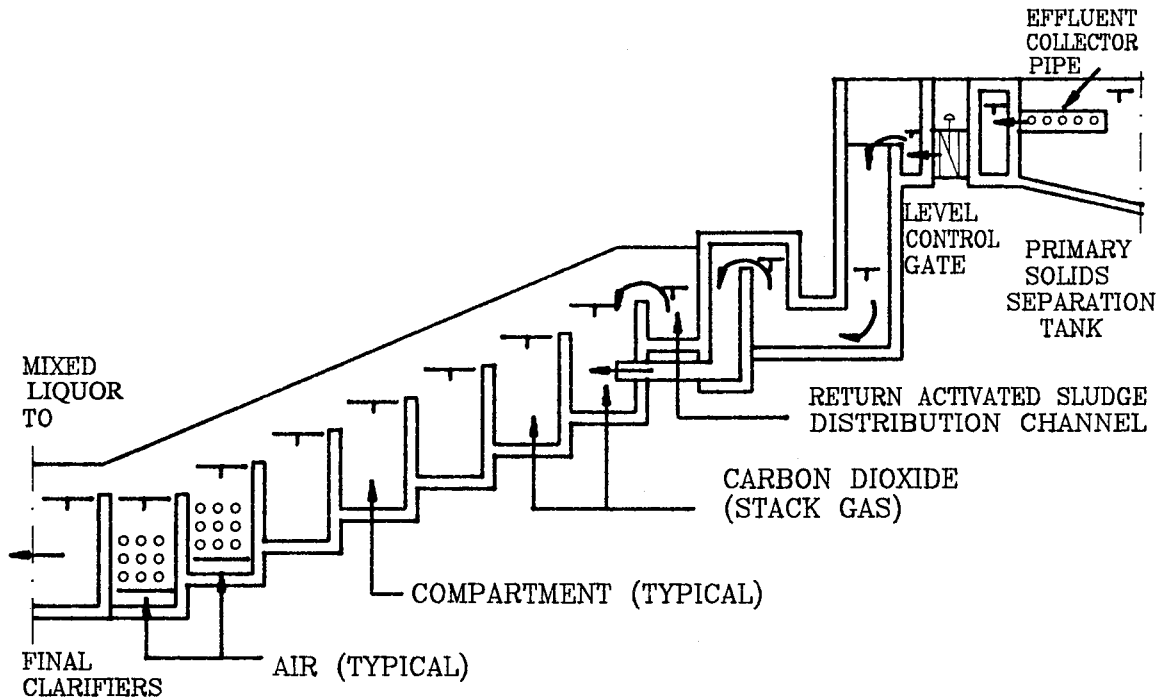 EFFLUENT
COLLECTOR
PIPE
LEVEL
CONTROL
GATE
PRIMARY
SOLIDS
SEPARATION
TANK
MIXED
LIQUOR
TO
RETURN ACTIVATED SLUDGE
DISTRIBUTION CHANNEL
CARBON DIOXIDE
(STACK GAS)
COMPARTMENT (TYPICAL)
AIR (TYPICAL)
FINAL
CLARIFIERS